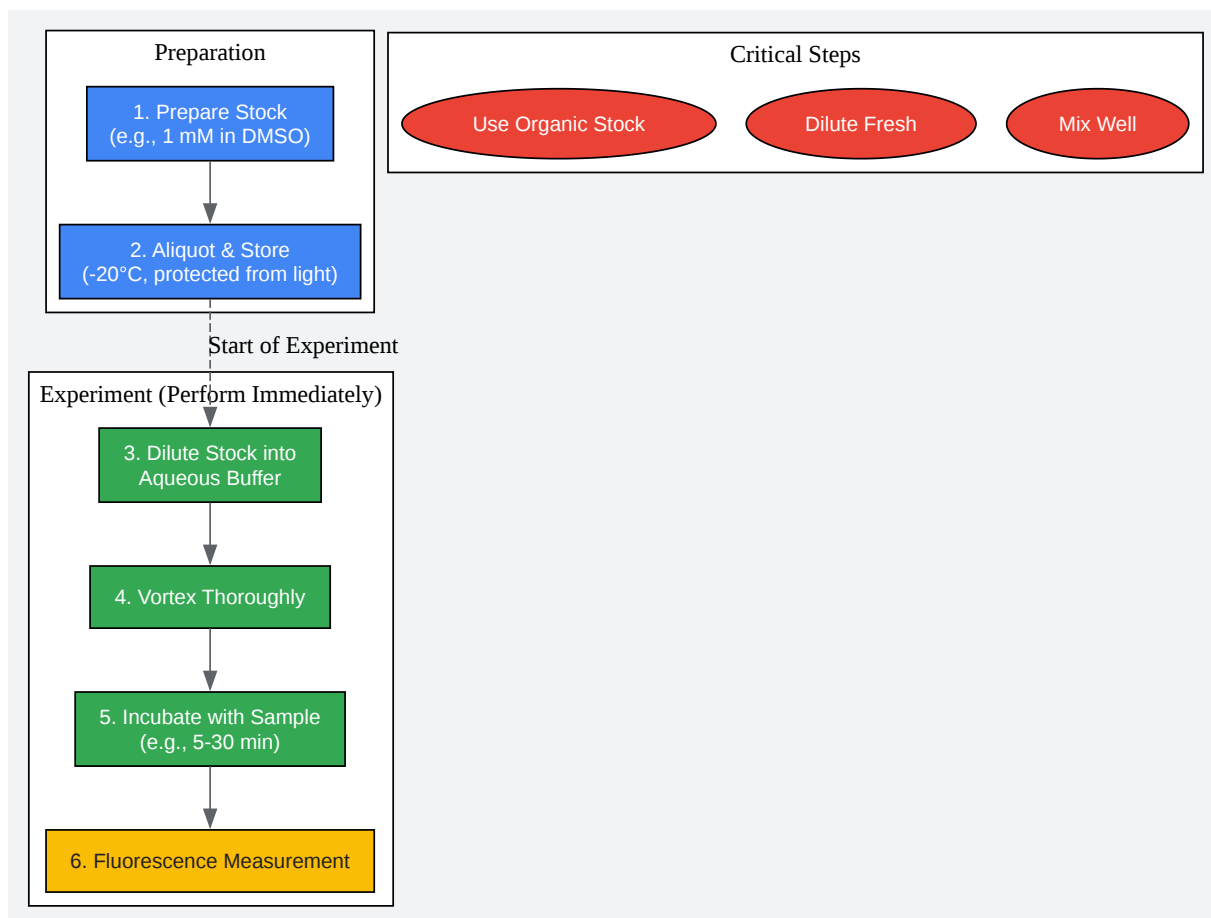 Preparation
1. Prepare Stock
(e.g., 1 mM in DMSO)
2. Aliquot & Store
(-20°C, protected from light)
Critical Steps
Use Organic Stock
Dilute Fresh
Mix Well
Start of Experiment
Experiment (Perform Immediately)
3. Dilute Stock into
Aqueous Buffer
4. Vortex Thoroughly
5. Incubate with Sample
(e.g., 5-30 min)
6. Fluorescence Measurement